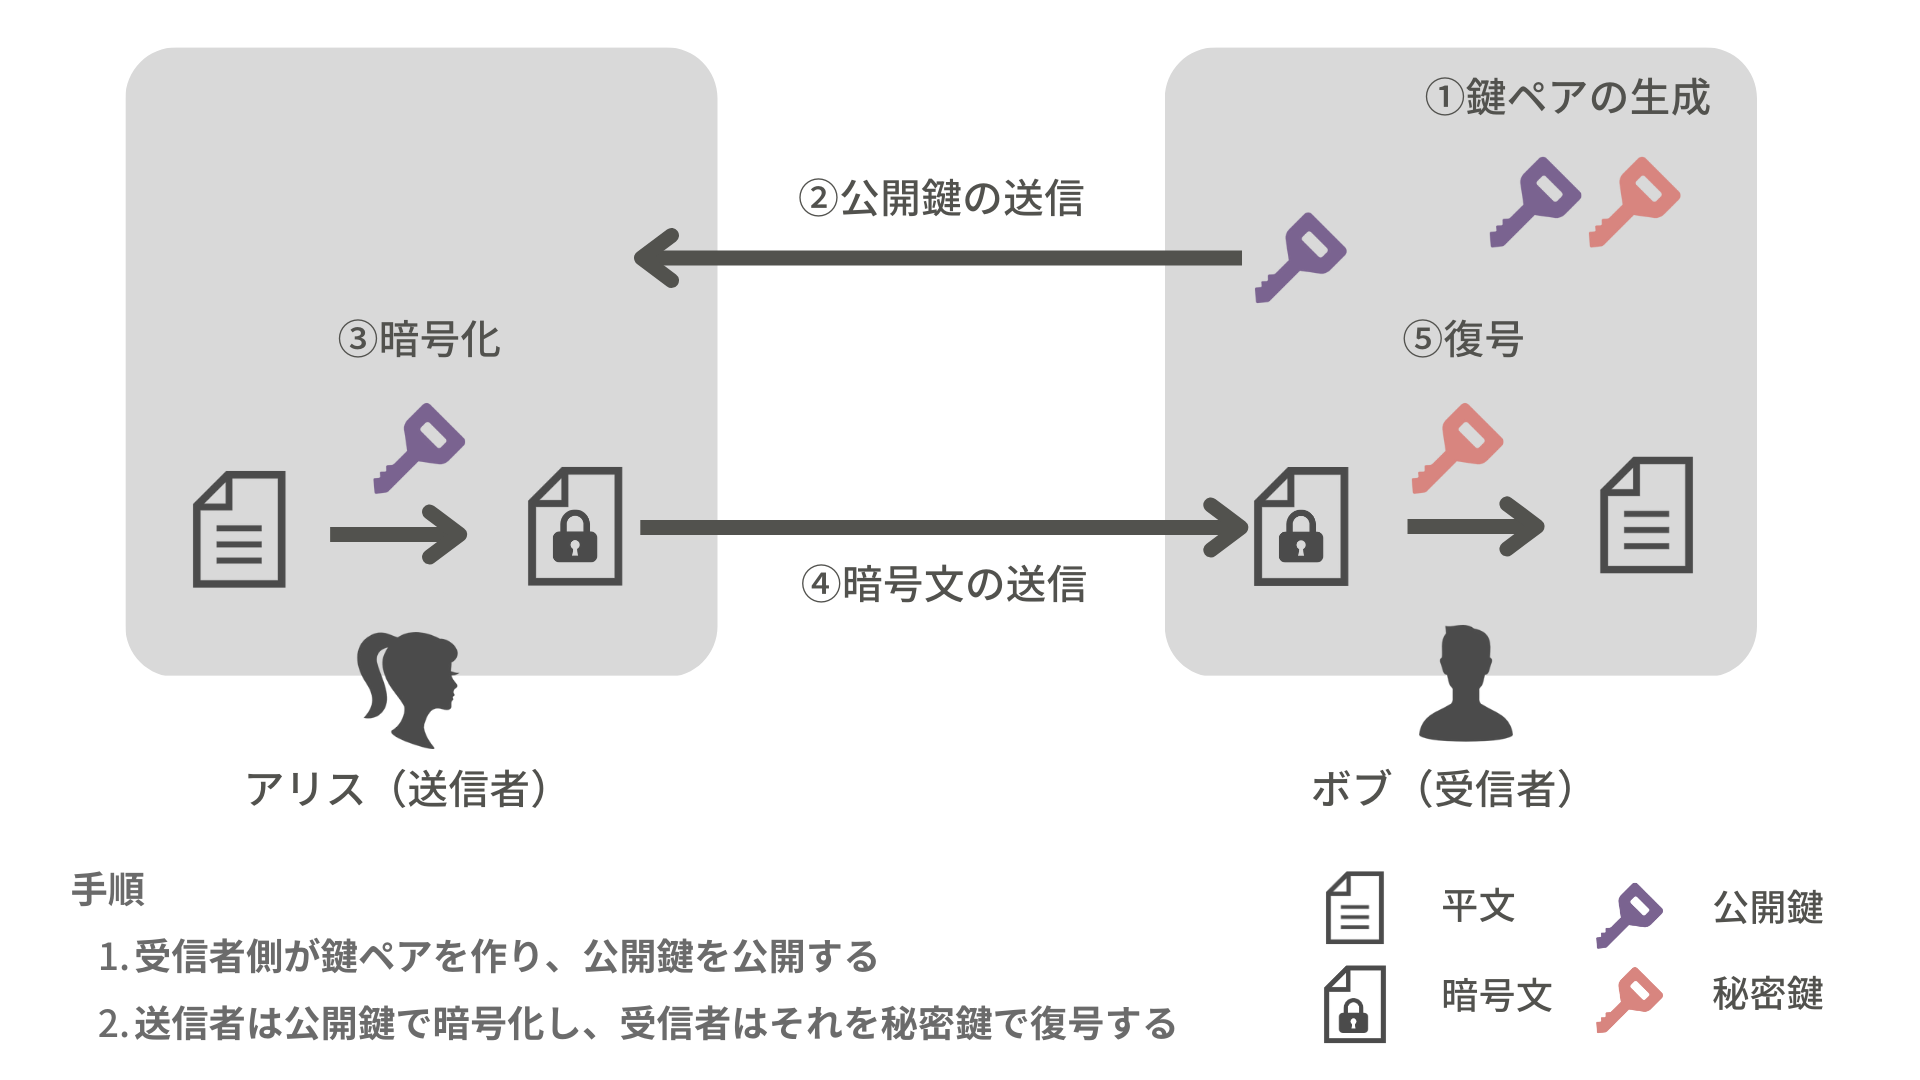 ①鍵ペアの生成
②公開鍵の送信
③暗号化
⑤復号
④暗号文の送信
アリス（送信者）
ボブ（受信者）
手順
1. 受信者側が鍵ペアを作り、公開鍵を公開する
2. 送信者は公開鍵で暗号化し、受信者はそれを秘密鍵で復号する
平文
公開鍵
暗号文
秘密鍵